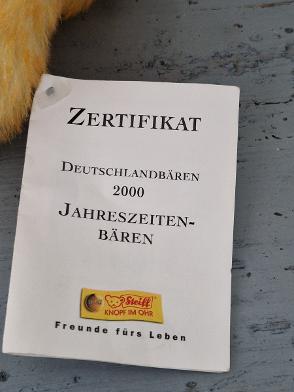 ZERTIFIKAT
DEUTSCHLANDBÄREN
2000
JAHRESZEITEN-
BÄREN
Steiff
KNOPF IM OHR
Freunde fürs Leben